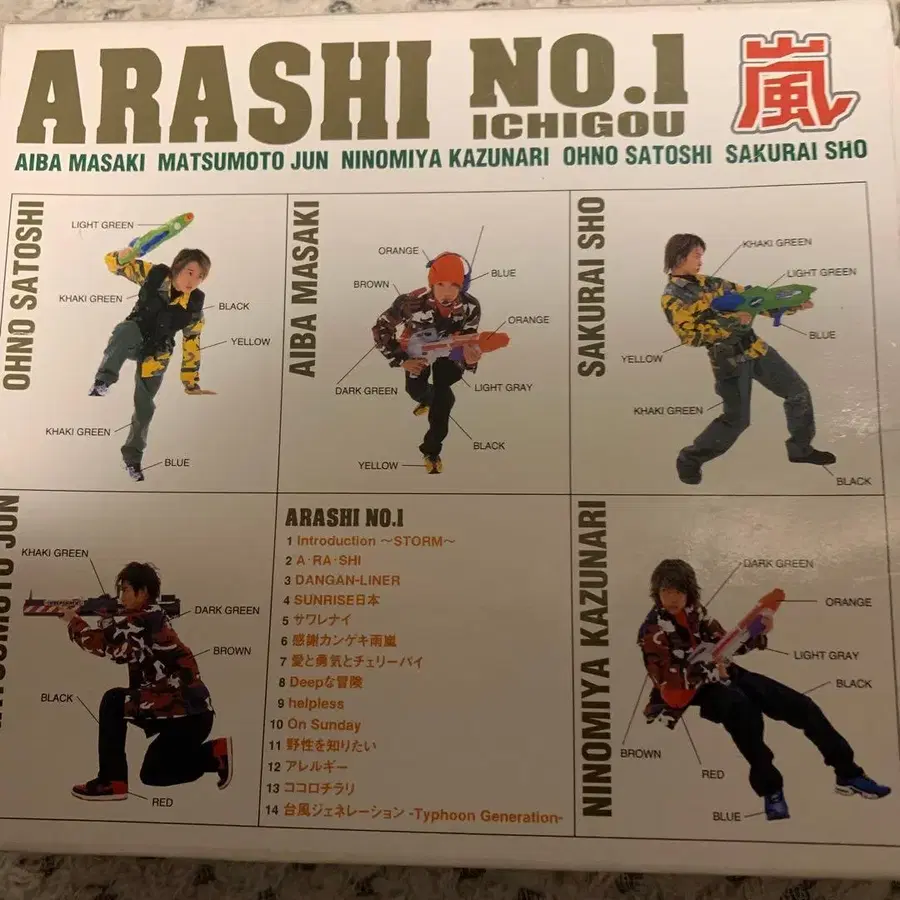 ARASHI NO.1
ICHIGOU
嵐
AIBA MASAKI MATSUMOTO JUN NINOMIYA KAZUNARI OHNO SATOSHI SAKURAI SHO
OHNO SATOSHI
LIGHT GREEN
KHAKI GREEN
BLACK
YELLOW
KHAKI GREEN
BLUE
AIBA MASAKI
ORANGE
BLUE
BROWN
ORANGE
DARK GREEN
LIGHT GRAY
BLACK
YELLOW
SAKURAI SHO
KHAKI GREEN
LIGHT GREEN
BLUE
YELLOW
KHAKI GREEN
BLACK
MATSUMOTO JUN
KHAKI GREEN
DARK GREEN
BROWN
BLACK
RED
ARASHI NO.1
1 Introduction 〜STORM〜
2 A・RA・SHI
3 DANGAN-LINER
4 SUNRISE日本
5 サワレナイ
6 感謝カンゲキ雨嵐
7 愛と勇気とチェリーパイ
8 Deepな冒険
9 helpless
10 On Sunday
11 野性を知りたい
12 アレルギー
13 ココロチラリ
14 台風ジェネレーション -Typhoon Generation-
NINOMIYA KAZUNARI
DARK GREEN
ORANGE
LIGHT GRAY
BLACK
BROWN
RED
BLUE